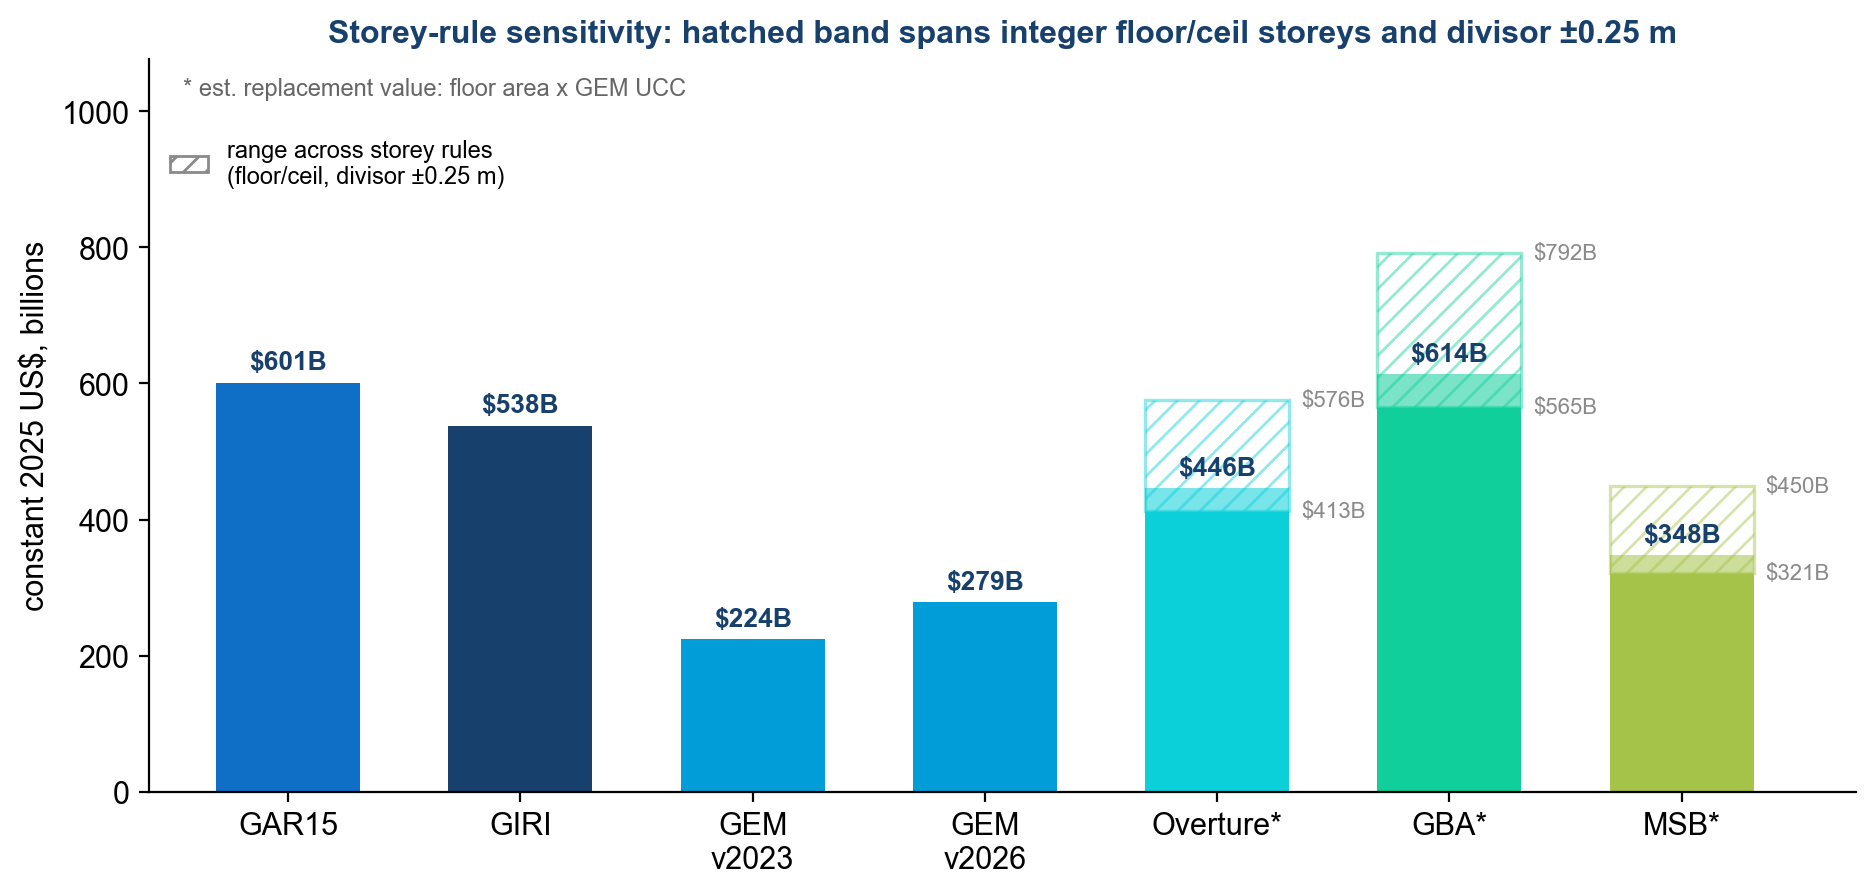 Storey-rule sensitivity: hatched band spans integer floor/ceil storeys and divisor ±0.25 m
* est. replacement value: floor area x GEM UCC
range across storey rules
(floor/ceil, divisor ±0.25 m)
constant 2025 US$, billions
1000
800
600
400
200
0
$601B
$538B
$224B
$279B
$446B
$576B
$413B
$614B
$792B
$565B
$348B
$450B
$321B
GAR15
GIRI
GEM
v2023
GEM
v2026
Overture*
GBA*
MSB*